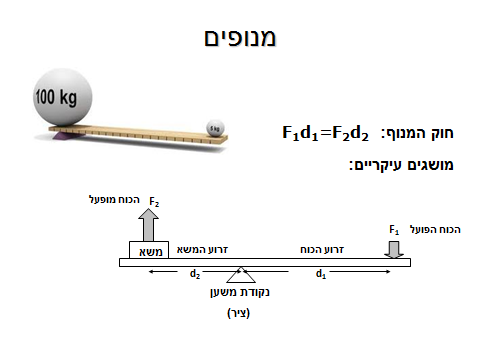 מנופים
100 kg
5 kg
חוק המנוף: F₁d₁=F₂d₂
מושגים עיקריים:
הכוח מופעל F₂
הכוח הפועל F₁
משא
זרוע המשא
זרוע הכוח
d₂
d₁
נקודת משען
(ציר)